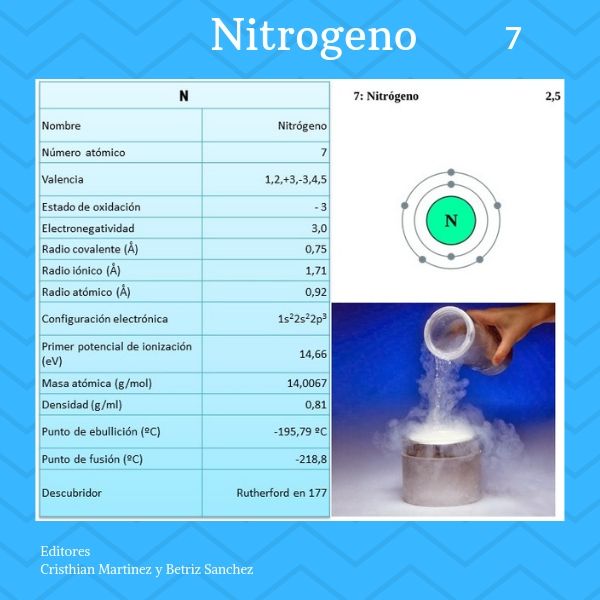 Nitrogeno 7
N
Nombre Nitrógeno
Número atómico 7
Valencia 1,2,+3,-3,4,5
Estado de oxidación - 3
Electronegatividad 3,0
Radio covalente (Å) 0,75
Radio iónico (Å) 1,71
Radio atómico (Å) 0,92
Configuración electrónica 1s²2s²2p³
Primer potencial de ionización
(eV) 14,66
Masa atómica (g/mol) 14,0067
Densidad (g/ml) 0,81
Punto de ebullición (ºC) -195,79 ºC
Punto de fusión (ºC) -218,8
Descubridor Rutherford en 177
7: Nitrógeno 2,5
N
Editores
Cristhian Martinez y Betriz Sanchez